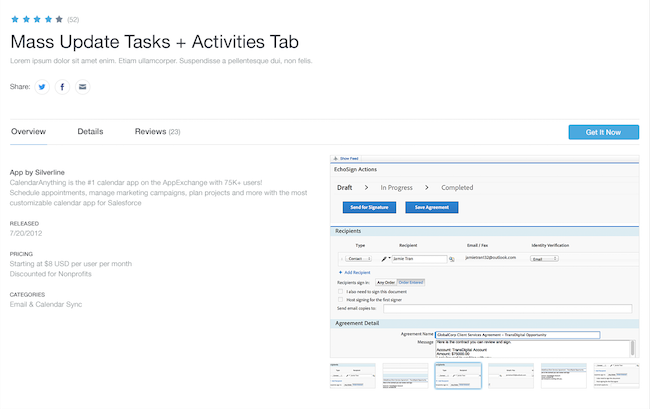 (52)
Mass Update Tasks + Activities Tab
Lorem ipsum dolor sit amet enim. Etiam ullamcorper. Suspendisse a pellentesque dui, non felis.
Share:
Overview Details Reviews (23) Get It Now
App by Silverline
CalendarAnything is the #1 calendar app on the AppExchange with 75K+ users!
Schedule appointments, manage marketing campaigns, plan projects and more with the most
customizable calendar app for Salesforce
RELEASED
7/20/2012
PRICING
Starting at $8 USD per user per month
Discounted for Nonprofits
CATEGORIES
Email & Calendar Sync
Show Feed
EchoSign Actions
Draft > In Progress > Completed
Send for Signature Save Agreement
Recipients
Type Recipient Email / Fax Identity Verification
Contact Jamie Tran jamietran132@outlook.com Email
+ Add Recipient
Recipients sign in: Any Order Order Entered
I also need to sign this document
Host signing for the first signer
Send email copies to:
Agreement Detail
Agreement Name GlobalCorp Client Services Agreement - TransDigital Opportunity
Message Here is the contract you can review and sign.
Amount: TransDigital Account
Amount: $78000.00